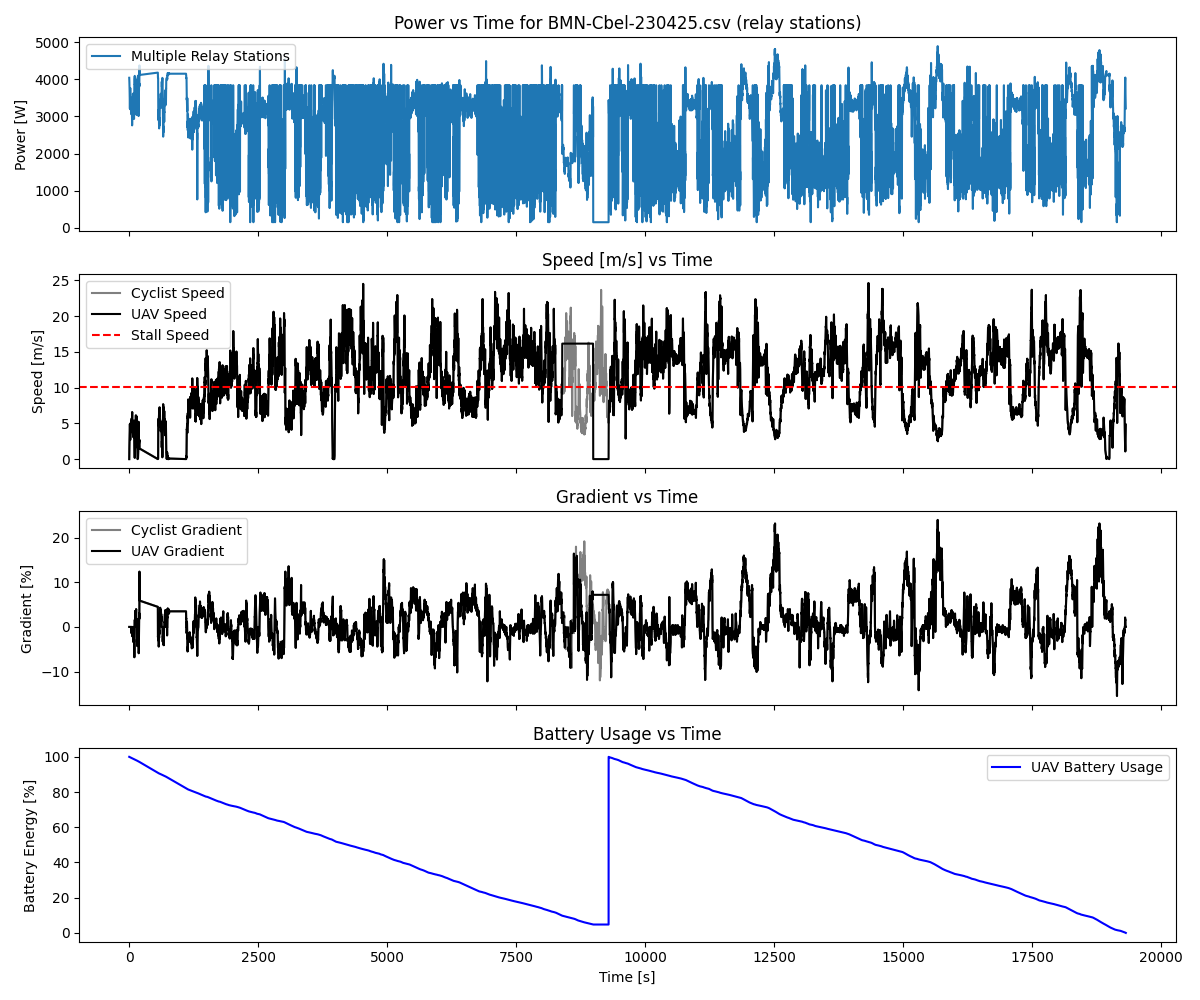 Power vs Time for BMN-Cbel-230425.csv (relay stations)
5000
4000
3000
2000
1000
0
Power [W]
Multiple Relay Stations
Speed [m/s] vs Time
25
20
15
10
5
0
Speed [m/s]
Cyclist Speed
UAV Speed
Stall Speed
Gradient vs Time
20
10
0
−10
Gradient [%]
Cyclist Gradient
UAV Gradient
Battery Usage vs Time
100
80
60
40
20
0
Battery Energy [%]
UAV Battery Usage
0 2500 5000 7500 10000 12500 15000 17500 20000
Time [s]